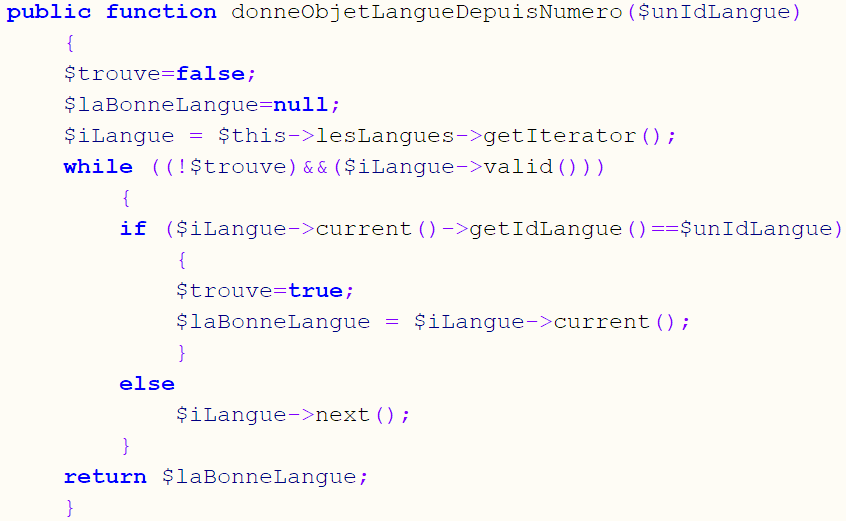 public function donneObjetLangueDepuisNumero($unIdLangue)
{
$trouve=false;
$laBonneLangue=null;
$iLangue = $this->lesLangues->getIterator();
while ((!$trouve)&&($iLangue->valid()))
{
if ($iLangue->current()->getIdLangue()==$unIdLangue)
{
$trouve=true;
$laBonneLangue = $iLangue->current();
}
else
$iLangue->next();
}
return $laBonneLangue;
}